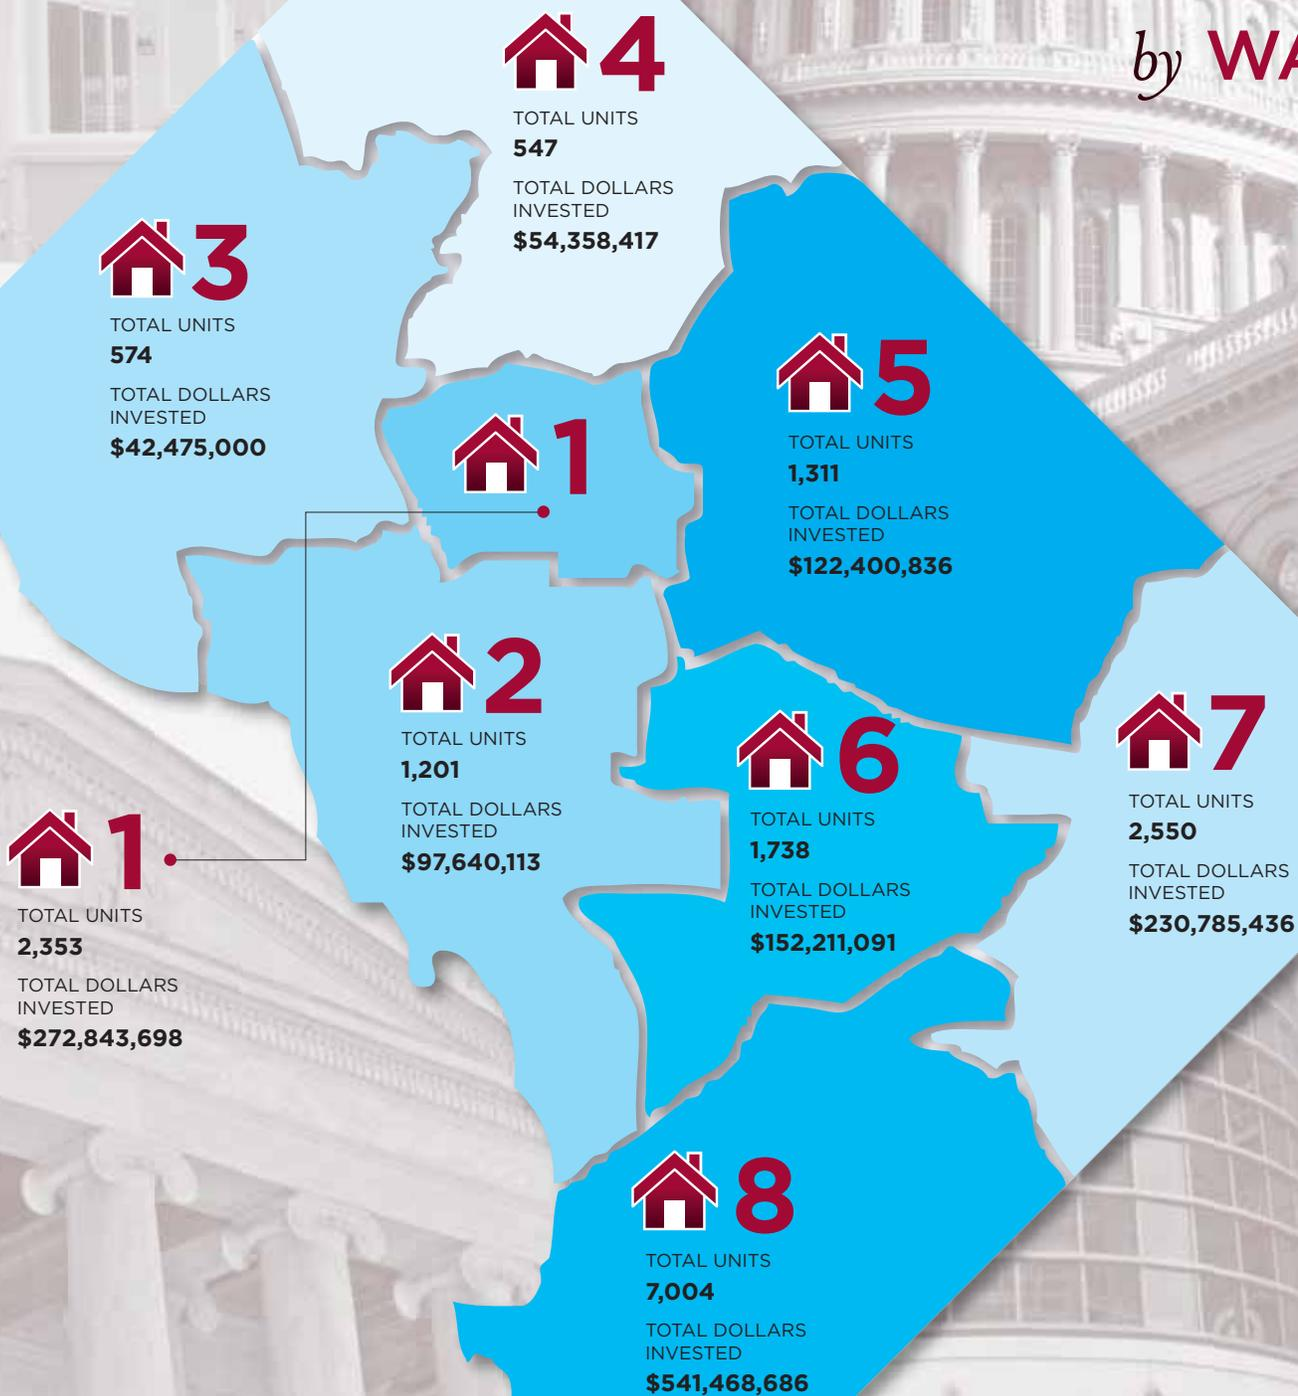 by WA
4
TOTAL UNITS
547
TOTAL DOLLARS
INVESTED
$54,358,417
3
TOTAL UNITS
574
TOTAL DOLLARS
INVESTED
$42,475,000
5
TOTAL UNITS
1,311
TOTAL DOLLARS
INVESTED
$122,400,836
1
2
TOTAL UNITS
1,201
TOTAL DOLLARS
INVESTED
$97,640,113
6
TOTAL UNITS
1,738
TOTAL DOLLARS
INVESTED
$152,211,091
7
TOTAL UNITS
2,550
TOTAL DOLLARS
INVESTED
$230,785,436
1
TOTAL UNITS
2,353
TOTAL DOLLARS
INVESTED
$272,843,698
8
TOTAL UNITS
7,004
TOTAL DOLLARS
INVESTED
$541,468,686